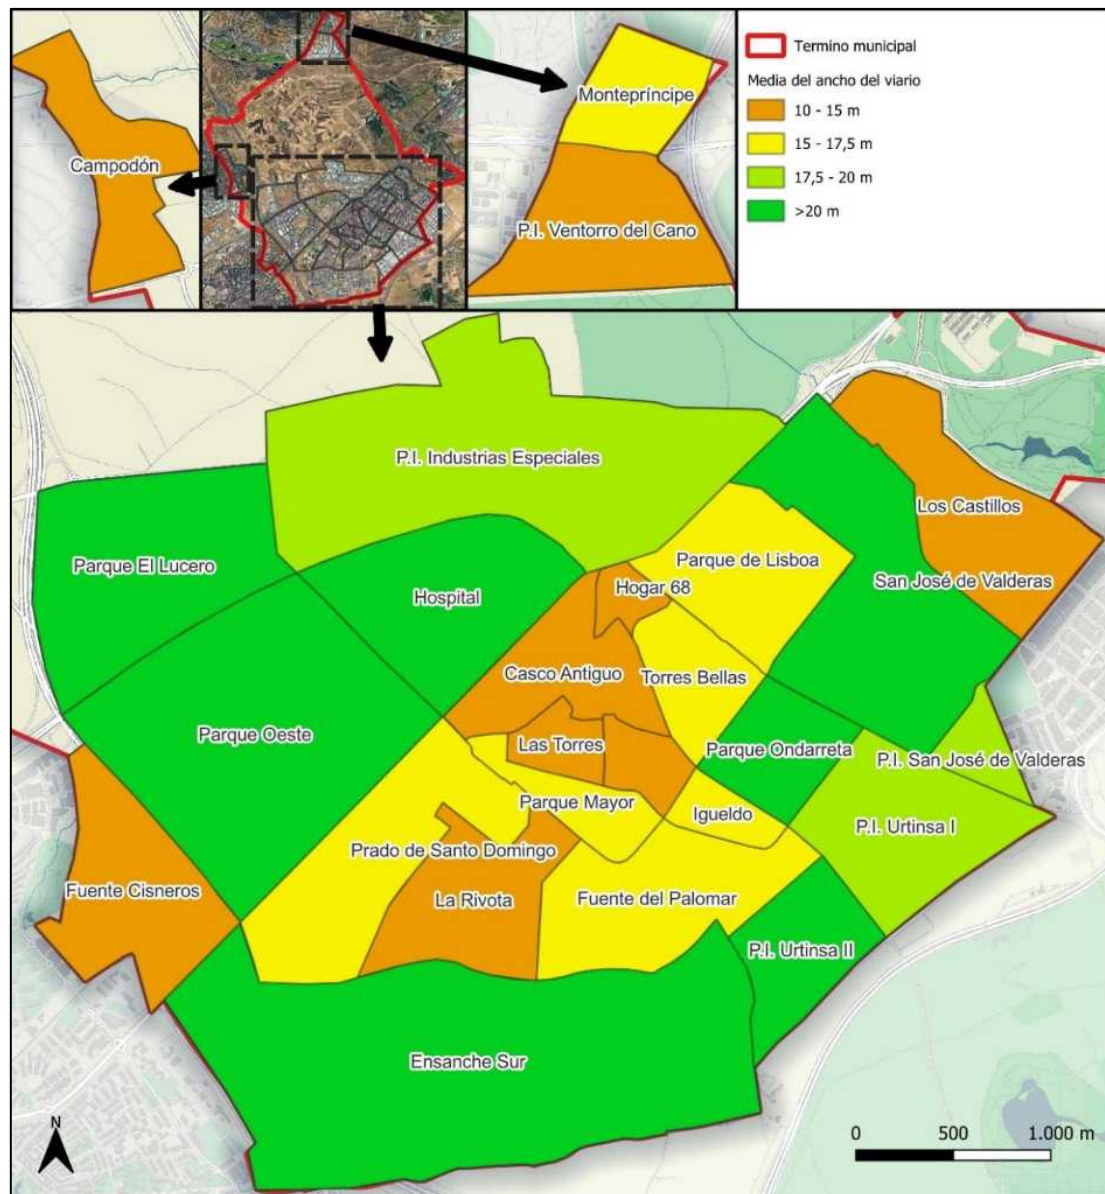 Campodón
Montepríncipe
P.I. Ventorro del Cano
Termino municipal
Media del ancho del viario
10 - 15 m
15 - 17,5 m
17,5 - 20 m
>20 m
P.I. Industrias Especiales
Los Castillos
Parque de Lisboa
Parque El Lucero
San José de Valderas
Hogar 68
Hospital
Casco Antiguo
Torres Bellas
Parque Oeste
Las Torres
Parque Ondarreta
P.I. San José de Valderas
Parque Mayor
Igueldo
P.I. Urtinsa I
Prado de Santo Domingo
Fuente Cisneros
La Rivota
Fuente del Palomar
P.I. Urtinsa II
Ensanche Sur
N
0 500 1.000 m